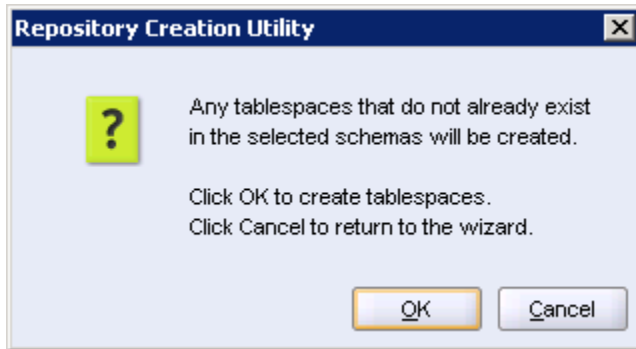 Repository Creation Utility
?
Any tablespaces that do not already exist
in the selected schemas will be created.
Click OK to create tablespaces.
Click Cancel to return to the wizard.
OK
Cancel